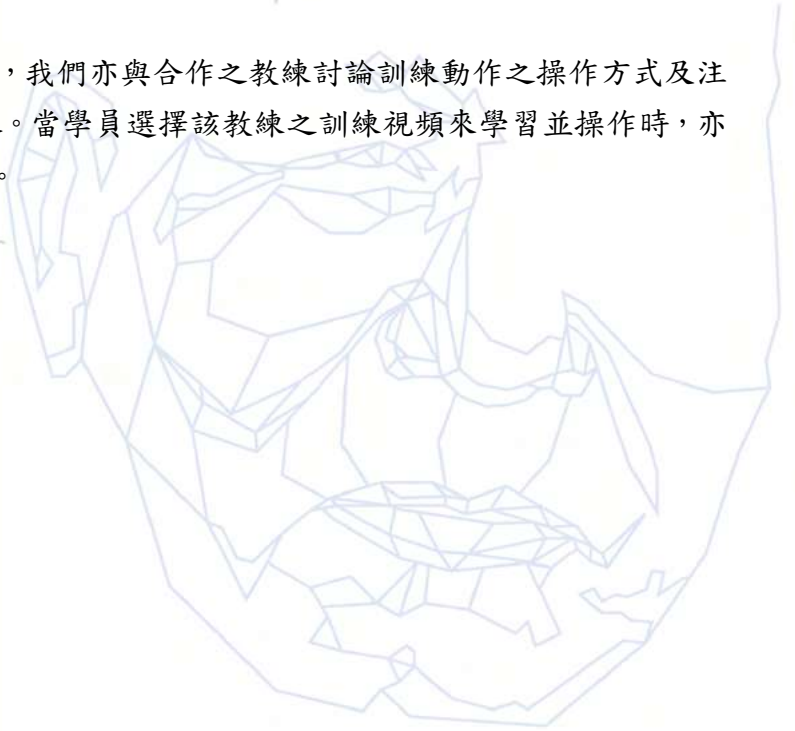 ，我們亦與合作之教練討論訓練動作之操作方式及注
。當學員選擇該教練之訓練視頻來學習並操作時，亦
。